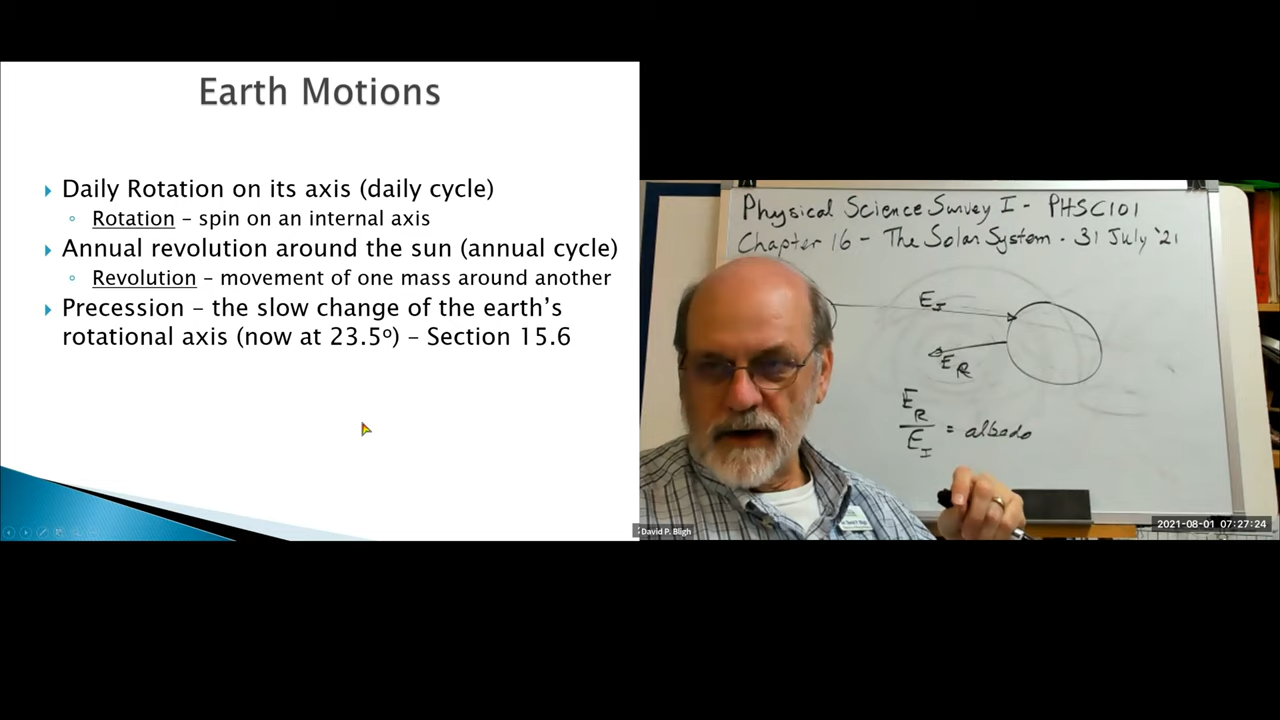 Earth Motions
Daily Rotation on its axis (daily cycle)
Rotation – spin on an internal axis
Annual revolution around the sun (annual cycle)
Revolution – movement of one mass around another
Precession – the slow change of the earth's
rotational axis (now at 23.5º) – Section 15.6
Physical Science Survey I - PHSC101
Chapter 16 - The Solar System - 31 July '21
E_I
E_R
E_R
E_I
= albedo
David P. Bligh
2021-08-01 07:27:24